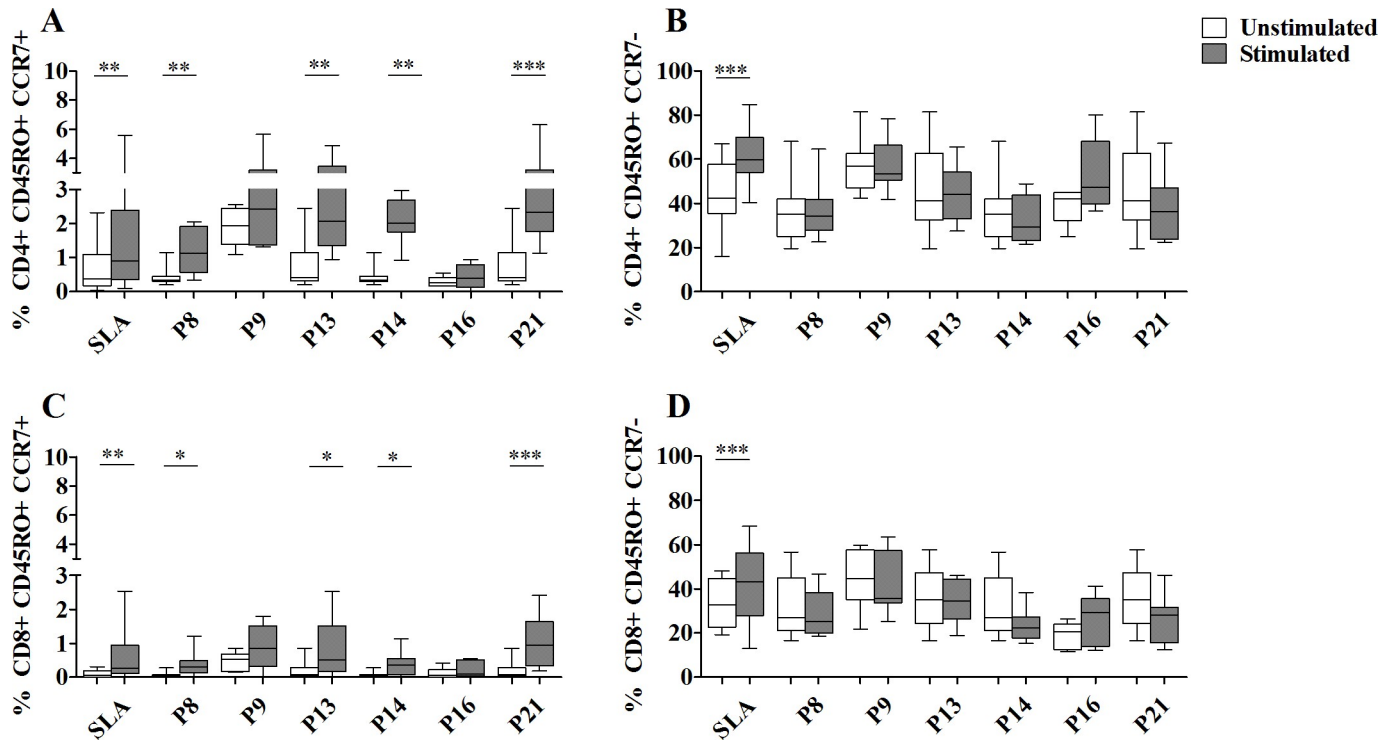 A
% CD4+ CD45RO+ CCR7+
** ** ** ** ***
10
8
6
4
3
2
1
0
SLA P8 P9 P13 P14 P16 P21
B
% CD4+ CD45RO+ CCR7-
***
100
80
60
40
20
0
SLA P8 P9 P13 P14 P16 P21
Unstimulated
Stimulated
C
% CD8+ CD45RO+ CCR7+
** * * * ***
10
8
6
4
3
2
1
0
SLA P8 P9 P13 P14 P16 P21
D
% CD8+ CD45RO+ CCR7-
***
100
80
60
40
20
0
SLA P8 P9 P13 P14 P16 P21